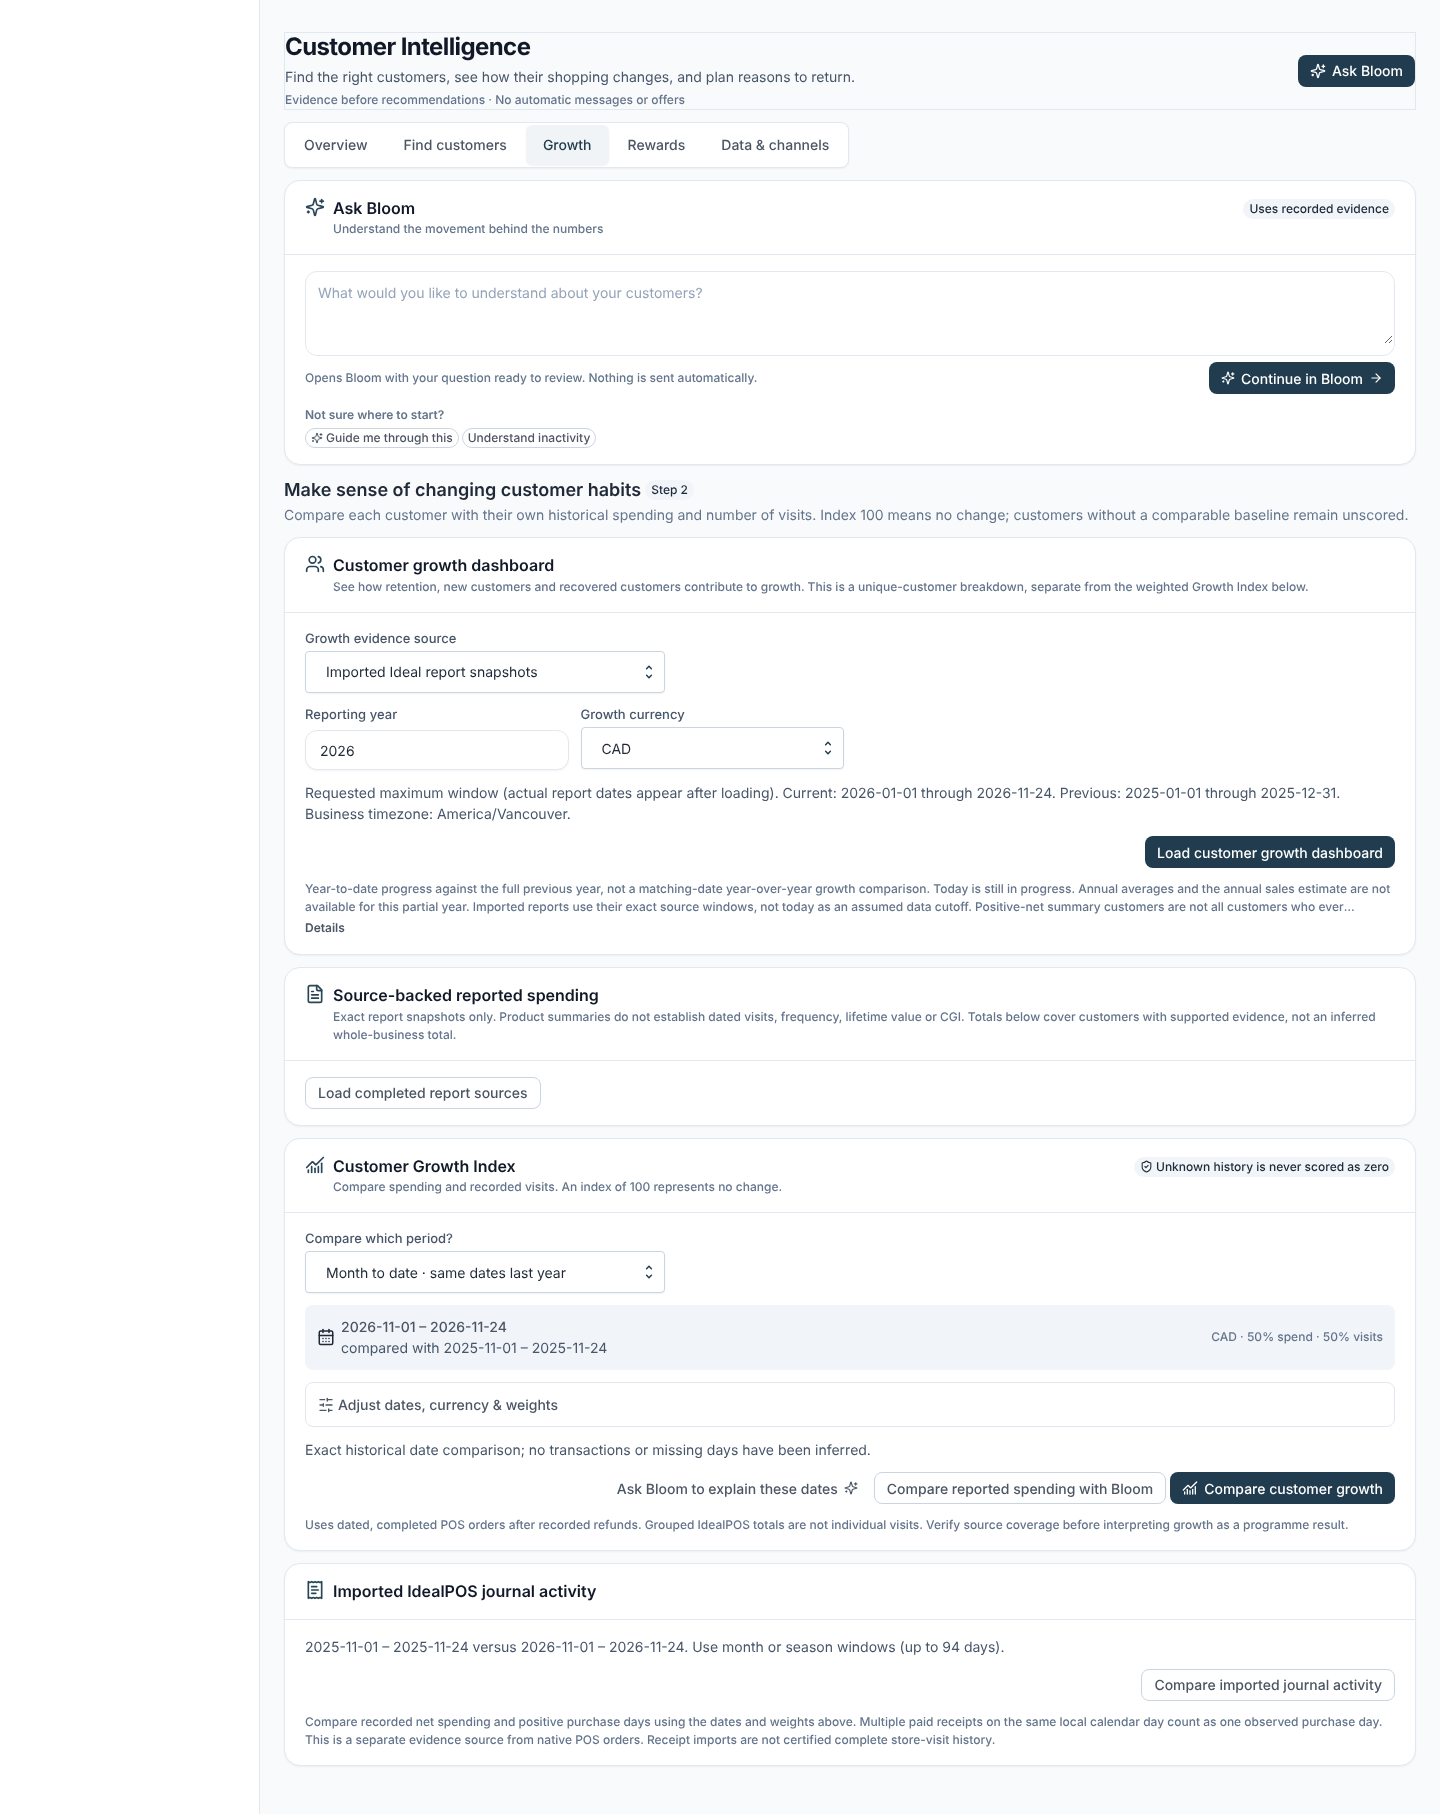 Customer Intelligence
Find the right customers, see how their shopping changes, and plan reasons to return.
Evidence before recommendations · No automatic messages or offers
Ask Bloom
Overview
Find customers
Growth
Rewards
Data & channels
Ask Bloom
Understand the movement behind the numbers
Uses recorded evidence
What would you like to understand about your customers?
Opens Bloom with your question ready to review. Nothing is sent automatically.
Continue in Bloom
Not sure where to start?
Guide me through this
Understand inactivity
Make sense of changing customer habits
Step 2
Compare each customer with their own historical spending and number of visits. Index 100 means no change; customers without a comparable baseline remain unscored.
Customer growth dashboard
See how retention, new customers and recovered customers contribute to growth. This is a unique-customer breakdown, separate from the weighted Growth Index below.
Growth evidence source
Imported Ideal report snapshots
Reporting year
Growth currency
2026
CAD
Requested maximum window (actual report dates appear after loading). Current: 2026-01-01 through 2026-11-24. Previous: 2025-01-01 through 2025-12-31.
Business timezone: America/Vancouver.
Load customer growth dashboard
Year-to-date progress against the full previous year, not a matching-date year-over-year growth comparison. Today is still in progress. Annual averages and the annual sales estimate are not
available for this partial year. Imported reports use their exact source windows, not today as an assumed data cutoff. Positive-net summary customers are not all customers who ever…
Details
Source-backed reported spending
Exact report snapshots only. Product summaries do not establish dated visits, frequency, lifetime value or CGI. Totals below cover customers with supported evidence, not an inferred
whole-business total.
Load completed report sources
Customer Growth Index
Compare spending and recorded visits. An index of 100 represents no change.
Unknown history is never scored as zero
Compare which period?
Month to date · same dates last year
2026-11-01 – 2026-11-24
compared with 2025-11-01 – 2025-11-24
CAD · 50% spend · 50% visits
Adjust dates, currency & weights
Exact historical date comparison; no transactions or missing days have been inferred.
Ask Bloom to explain these dates
Compare reported spending with Bloom
Compare customer growth
Uses dated, completed POS orders after recorded refunds. Grouped IdealPOS totals are not individual visits. Verify source coverage before interpreting growth as a programme result.
Imported IdealPOS journal activity
2025-11-01 – 2025-11-24 versus 2026-11-01 – 2026-11-24. Use month or season windows (up to 94 days).
Compare imported journal activity
Compare recorded net spending and positive purchase days using the dates and weights above. Multiple paid receipts on the same local calendar day count as one observed purchase day.
This is a separate evidence source from native POS orders. Receipt imports are not certified complete store-visit history.